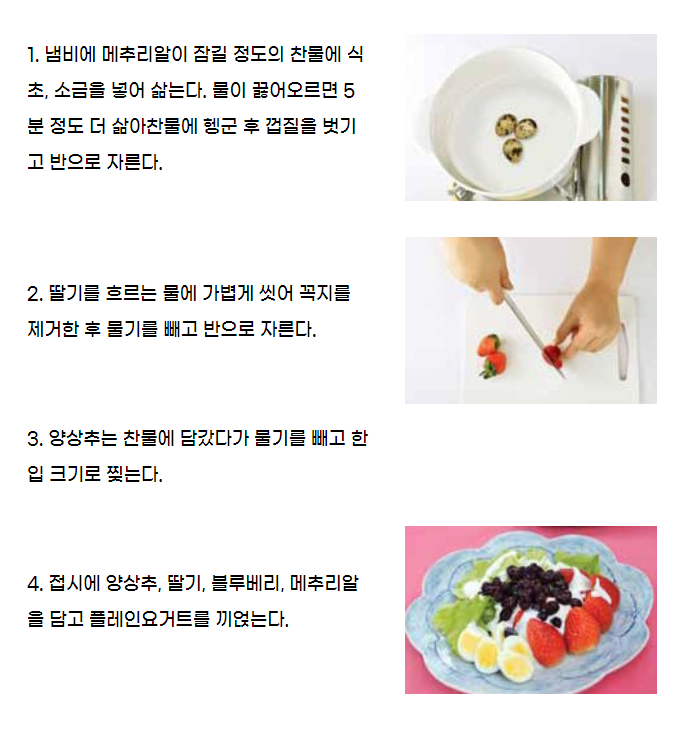 1. 냄비에 메추리알이 잠길 정도의 찬물에 식
초, 소금을 넣어 삶는다. 물이 끓어오르면 5
분 정도 더 삶아찬물에 헹군 후 껍질을 벗기
고 반으로 자른다.
2. 딸기를 흐르는 물에 가볍게 씻어 꼭지를
제거한 후 물기를 빼고 반으로 자른다.
3. 양상추는 찬물에 담갔다가 물기를 빼고 한
입 크기로 찢는다.
4. 접시에 양상추, 딸기, 블루베리, 메추리알
을 담고 플레인요거트를 끼얹는다.